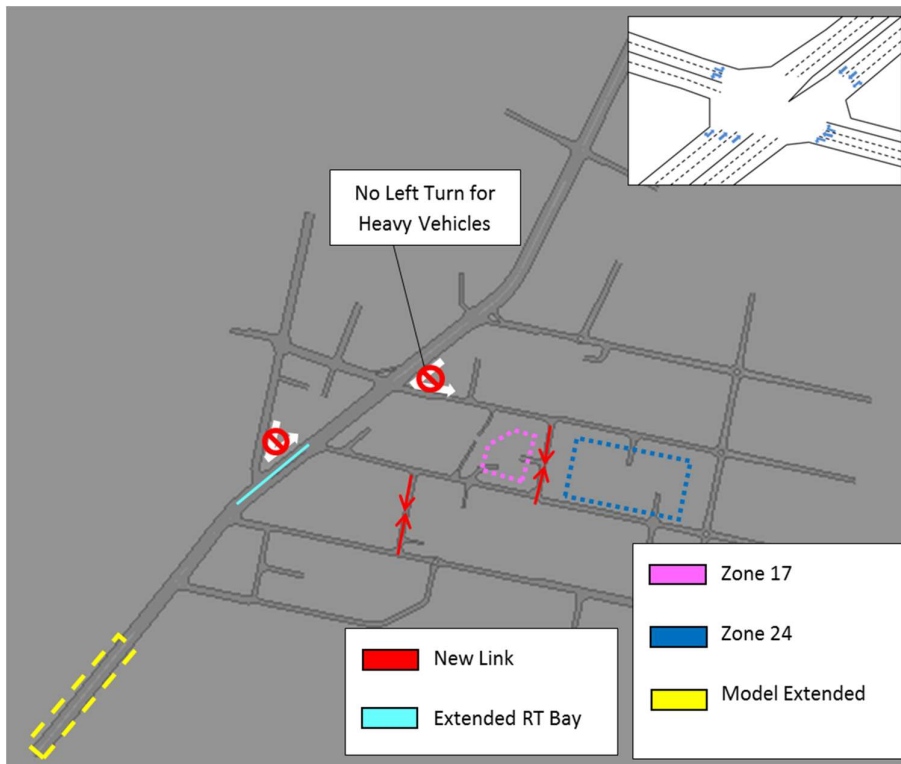 No Left Turn for
Heavy Vehicles
New Link
Extended RT Bay
Zone 17
Zone 24
Model Extended